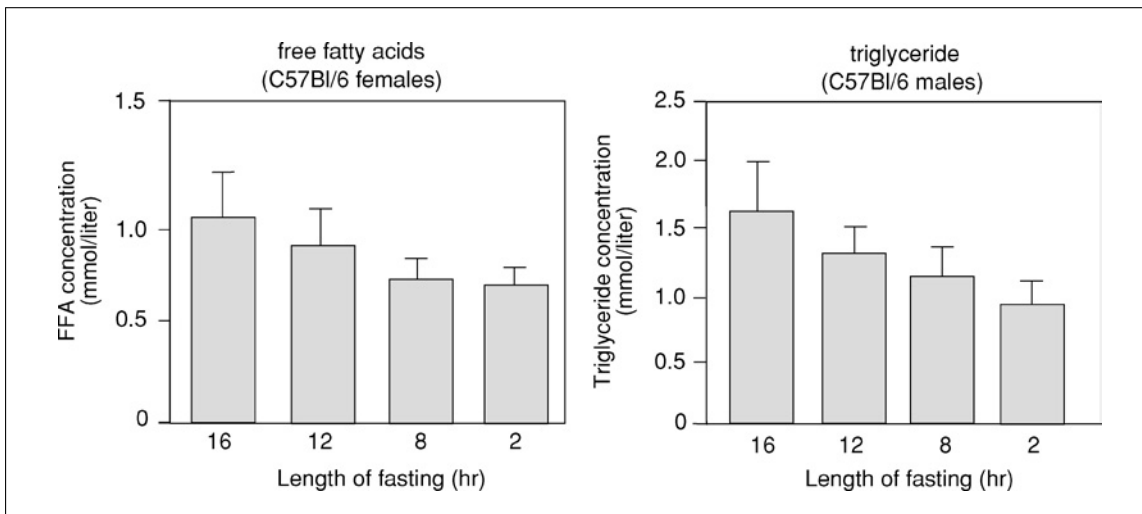 free fatty acids
(C57Bl/6 females)
1.5
1.0
0.5
0
FFA concentration
(mmol/liter)
16 12 8 2
Length of fasting (hr)
triglyceride
(C57Bl/6 males)
2.5
2.0
1.5
1.0
0.5
0
Triglyceride concentration
(mmol/liter)
16 12 8 2
Length of fasting (hr)